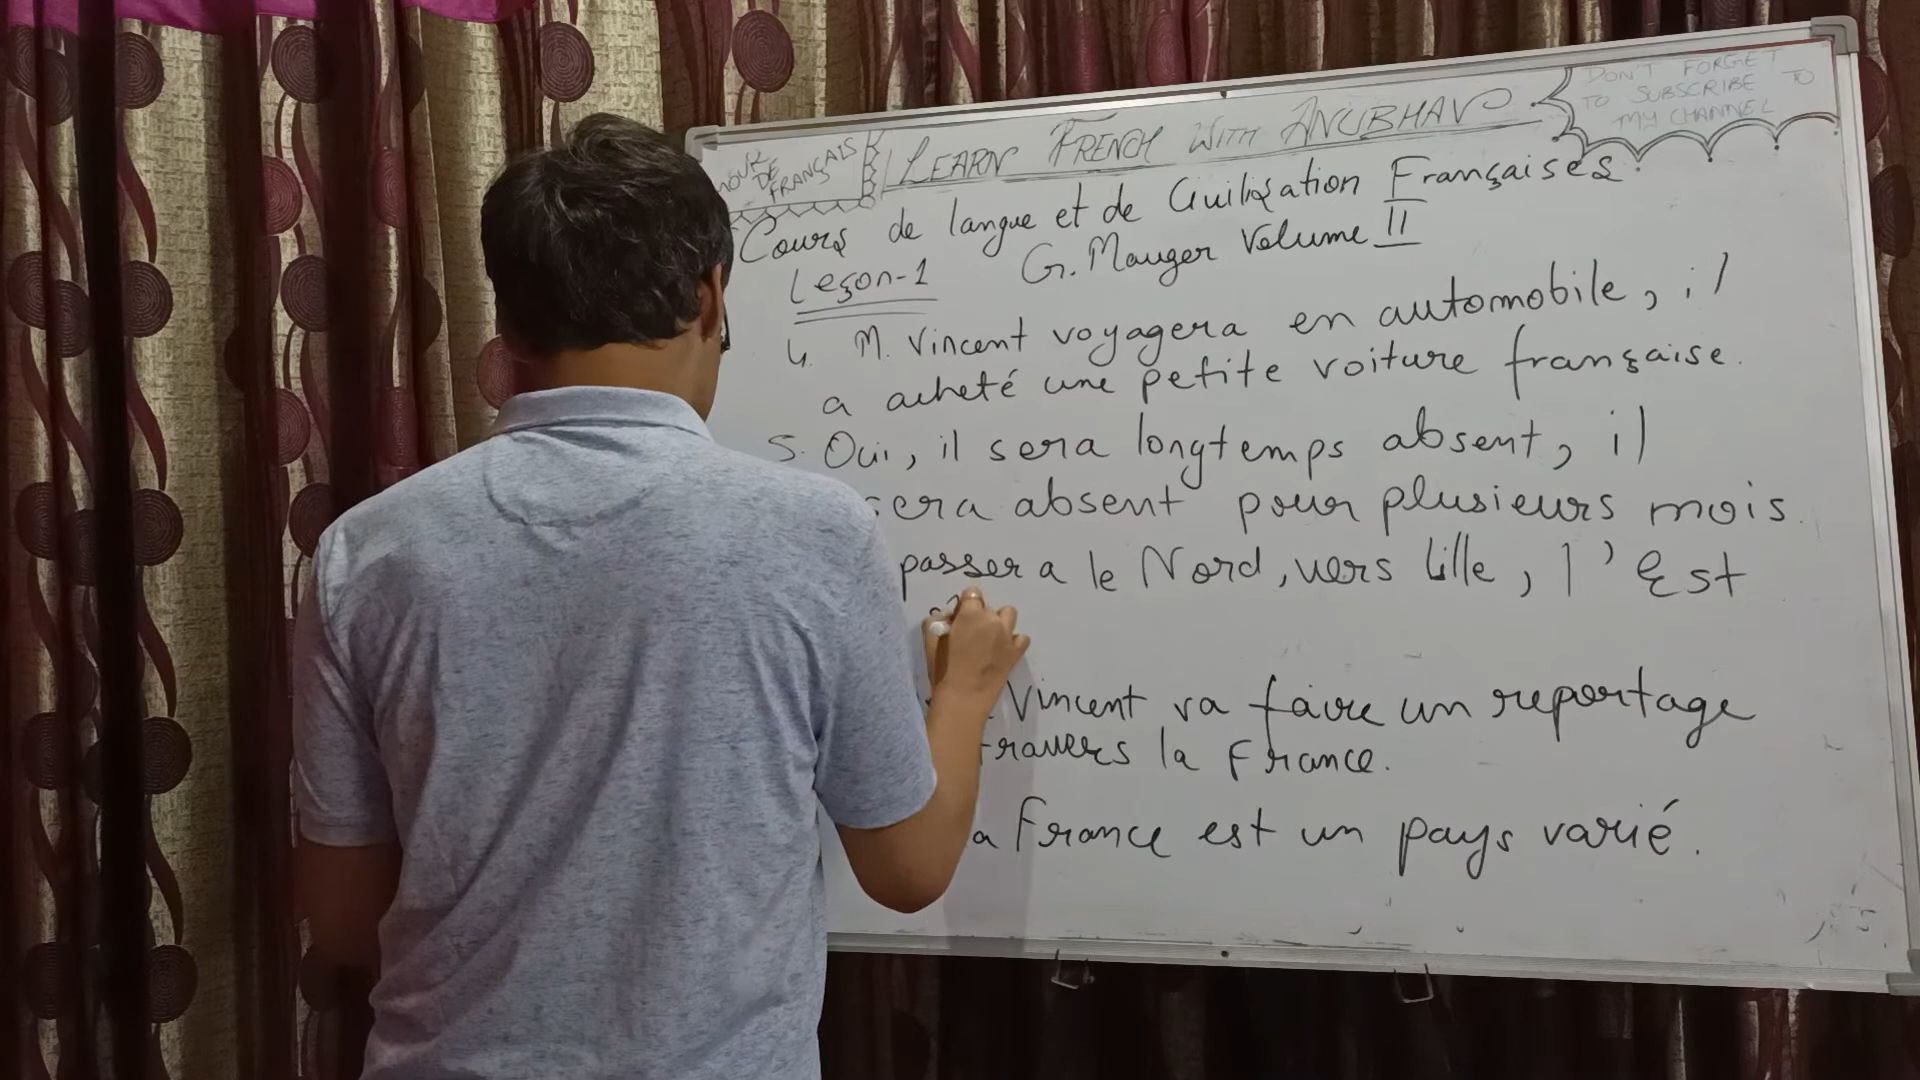 DE
FRANÇAIS
LEARN FRENCH WITH ANUBHAV
DON'T FORGET
TO SUBSCRIBE TO
MY CHANNEL
Cours de langue et de Civilisation Françaises.
Leçon-1 G. Mauger Volume II
4. M. Vincent voyagera en automobile, il
a acheté une petite voiture française.
5. Oui, il sera longtemps absent, il
sera absent pour plusieurs mois.
passera le Nord, vers Lille, l'Est
Vincent va faire un reportage
travers la France.
a France est un pays varié.